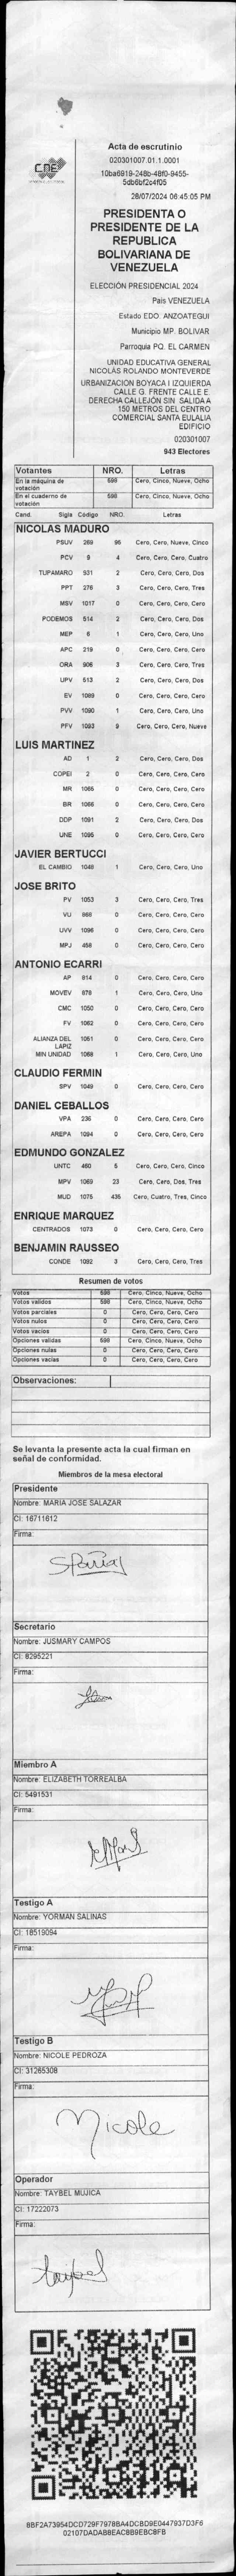 CNE
Acta de escrutinio
020301007.01.1.0001
10ba6919-248b-48f0-9455-
5db6bf2c4f05
28/07/2024 06:45:05 PM
PRESIDENTA O
PRESIDENTE DE LA
REPUBLICA
BOLIVARIANA DE
VENEZUELA
ELECCIÓN PRESIDENCIAL 2024
Pais VENEZUELA
Estado EDO. ANZOATEGUI
Municipio MP. BOLIVAR
Parroquia PQ. EL CARMEN
UNIDAD EDUCATIVA GENERAL
NICOLÁS ROLANDO MONTEVERDE
URBANIZACION BOYACA I IZQUIERDA
CALLE G. FRENTE CALLE E.
DERECHA CALLEJÓN SIN SALIDA A
150 METROS DEL CENTRO
COMERCIAL SANTA EULALIA
EDIFICIO
020301007
943 Electores
Votantes NRO. Letras
En la máquina de votación 598 Cero, Cinco, Nueve, Ocho
En el cuaderno de votación 598 Cero, Cinco, Nueve, Ocho
Cand. Sigla Código NRO. Letras
NICOLAS MADURO
PSUV 269 95 Cero, Cero, Nueve, Cinco
PCV 9 4 Cero, Cero, Cero, Cuatro
TUPAMARO 931 2 Cero, Cero, Cero, Dos
PPT 276 3 Cero, Cero, Cero, Tres
MSV 1017 0 Cero, Cero, Cero, Cero
PODEMOS 514 2 Cero, Cero, Cero, Dos
MEP 6 1 Cero, Cero, Cero, Uno
APC 219 0 Cero, Cero, Cero, Cero
ORA 906 3 Cero, Cero, Cero, Tres
UPV 513 2 Cero, Cero, Cero, Dos
EV 1089 0 Cero, Cero, Cero, Cero
PVV 1090 1 Cero, Cero, Cero, Uno
PFV 1093 9 Cero, Cero, Cero, Nueve
LUIS MARTINEZ
AD 1 2 Cero, Cero, Cero, Dos
COPEI 2 0 Cero, Cero, Cero, Cero
MR 1065 0 Cero, Cero, Cero, Cero
BR 1066 0 Cero, Cero, Cero, Cero
DDP 1091 2 Cero, Cero, Cero, Dos
UNE 1095 0 Cero, Cero, Cero, Cero
JAVIER BERTUCCI
EL CAMBIO 1048 1 Cero, Cero, Cero, Uno
JOSE BRITO
PV 1053 3 Cero, Cero, Cero, Tres
VU 868 0 Cero, Cero, Cero, Cero
UVV 1096 0 Cero, Cero, Cero, Cero
MPJ 458 0 Cero, Cero, Cero, Cero
ANTONIO ECARRI
AP 814 0 Cero, Cero, Cero, Cero
MOVEV 879 1 Cero, Cero, Cero, Uno
CMC 1050 0 Cero, Cero, Cero, Cero
FV 1062 0 Cero, Cero, Cero, Cero
ALIANZA DEL LAPIZ 1051 0 Cero, Cero, Cero, Cero
MIN UNIDAD 1068 1 Cero, Cero, Cero, Uno
CLAUDIO FERMIN
SPV 1049 0 Cero, Cero, Cero, Cero
DANIEL CEBALLOS
VPA 236 0 Cero, Cero, Cero, Cero
AREPA 1094 0 Cero, Cero, Cero, Cero
EDMUNDO GONZALEZ
UNTC 460 5 Cero, Cero, Cero, Cinco
MPV 1069 23 Cero, Cero, Dos, Tres
MUD 1075 435 Cero, Cuatro, Tres, Cinco
ENRIQUE MARQUEZ
CENTRADOS 1073 0 Cero, Cero, Cero, Cero
BENJAMIN RAUSSEO
CONDE 1092 3 Cero, Cero, Cero, Tres
Resumen de votos
Votos 598 Cero, Cinco, Nueve, Ocho
Votos validos 598 Cero, Cinco, Nueve, Ocho
Votos parciales 0 Cero, Cero, Cero, Cero
Votos nulos 0 Cero, Cero, Cero, Cero
Votos vacios 0 Cero, Cero, Cero, Cero
Opciones validas 598 Cero, Cinco, Nueve, Ocho
Opciones nulas 0 Cero, Cero, Cero, Cero
Opciones vacias 0 Cero, Cero, Cero, Cero
Observaciones:
Se levanta la presente acta la cual firman en
señal de conformidad.
Miembros de la mesa electoral
Presidente
Nombre: MARIA JOSE SALAZAR
CI: 16711612
Firma:
Secretario
Nombre: JUSMARY CAMPOS
CI: 8295221
Firma:
Miembro A
Nombre: ELIZABETH TORREALBA
CI: 5491531
Firma:
Testigo A
Nombre: YORMAN SALINAS
CI: 18519094
Firma:
Testigo B
Nombre: NICOLE PEDROZA
CI: 31265308
Firma:
Nicole
Operador
Nombre: TAYBEL MUJICA
CI: 17222073
Firma:
taybel
8BF2A73954DCD729F7978BA4DCBD9E0447937D3F6
02107DADAB8EAC8B9EBC8FB